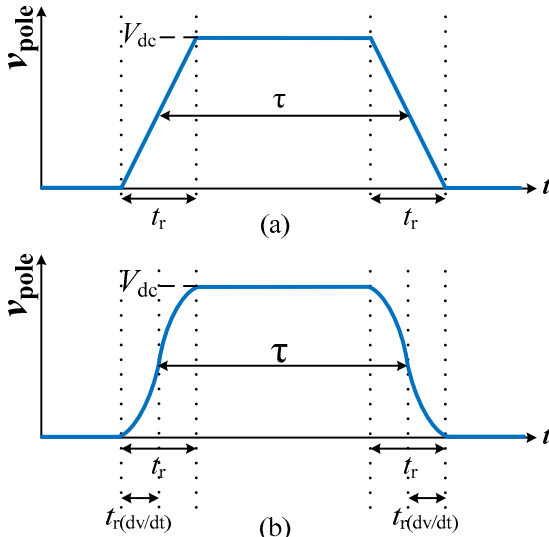 V_dc
v_pole
τ
t
t_r
t_r
(a)
V_dc
v_pole
τ
t
t_r
t_r
t_r(dv/dt)
t_r(dv/dt)
(b)